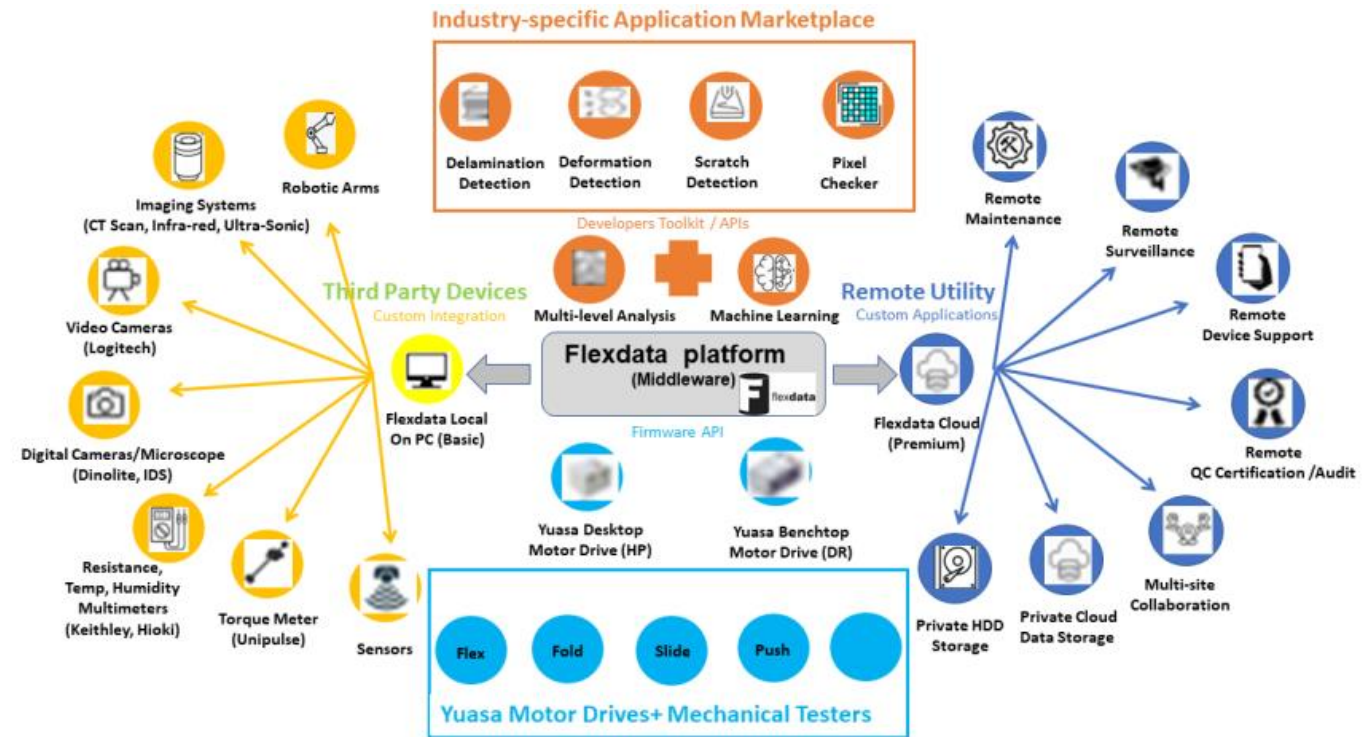 Industry-specific Application Marketplace
Delamination
Detection
Deformation
Detection
Scratch
Detection
Pixel
Checker
Developers Toolkit / APIs
Multi-level Analysis
Machine Learning
Robotic Arms
Imaging Systems
(CT Scan, Infra-red, Ultra-Sonic)
Video Cameras
(Logitech)
Digital Cameras/Microscope
(Dinolite, IDS)
Resistance,
Temp, Humidity
Multimeters
(Keithley, Hioki)
Torque Meter
(Unipulse)
Sensors
Third Party Devices
Custom Integration
Flexdata Local
On PC (Basic)
Flexdata platform
(Middleware)
flexdata
Firmware API
Remote Utility
Custom Applications
Flexdata Cloud
(Premium)
Remote
Maintenance
Remote
Surveillance
Remote
Device Support
Remote
QC Certification /Audit
Multi-site
Collaboration
Private Cloud
Data Storage
Private HDD
Storage
Yuasa Desktop
Motor Drive (HP)
Yuasa Benchtop
Motor Drive (DR)
Flex
Fold
Slide
Push
Yuasa Motor Drives+ Mechanical Testers